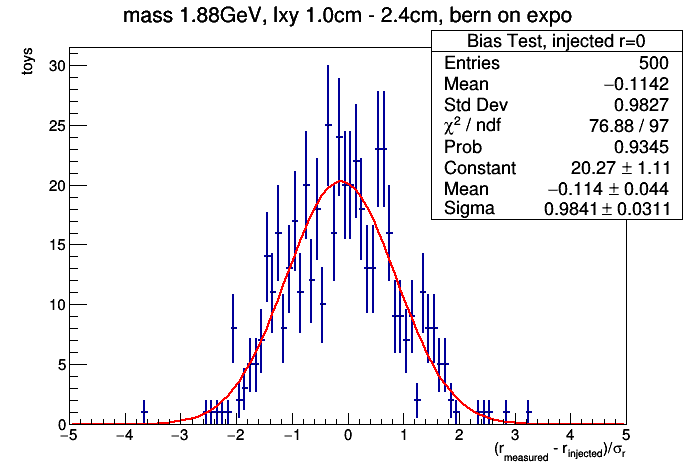 mass 1.88GeV, lxy 1.0cm - 2.4cm, bern on expo
Bias Test, injected r=0
Entries 500
Mean −0.1142
Std Dev 0.9827
χ² / ndf 76.88 / 97
Prob 0.9345
Constant 20.27 ± 1.11
Mean −0.114 ± 0.044
Sigma 0.9841 ± 0.0311
toys
30
25
20
15
10
5
0
−5 −4 −3 −2 −1 0 1 2 3 4 5
(r_measured - r_injected)/σ_r